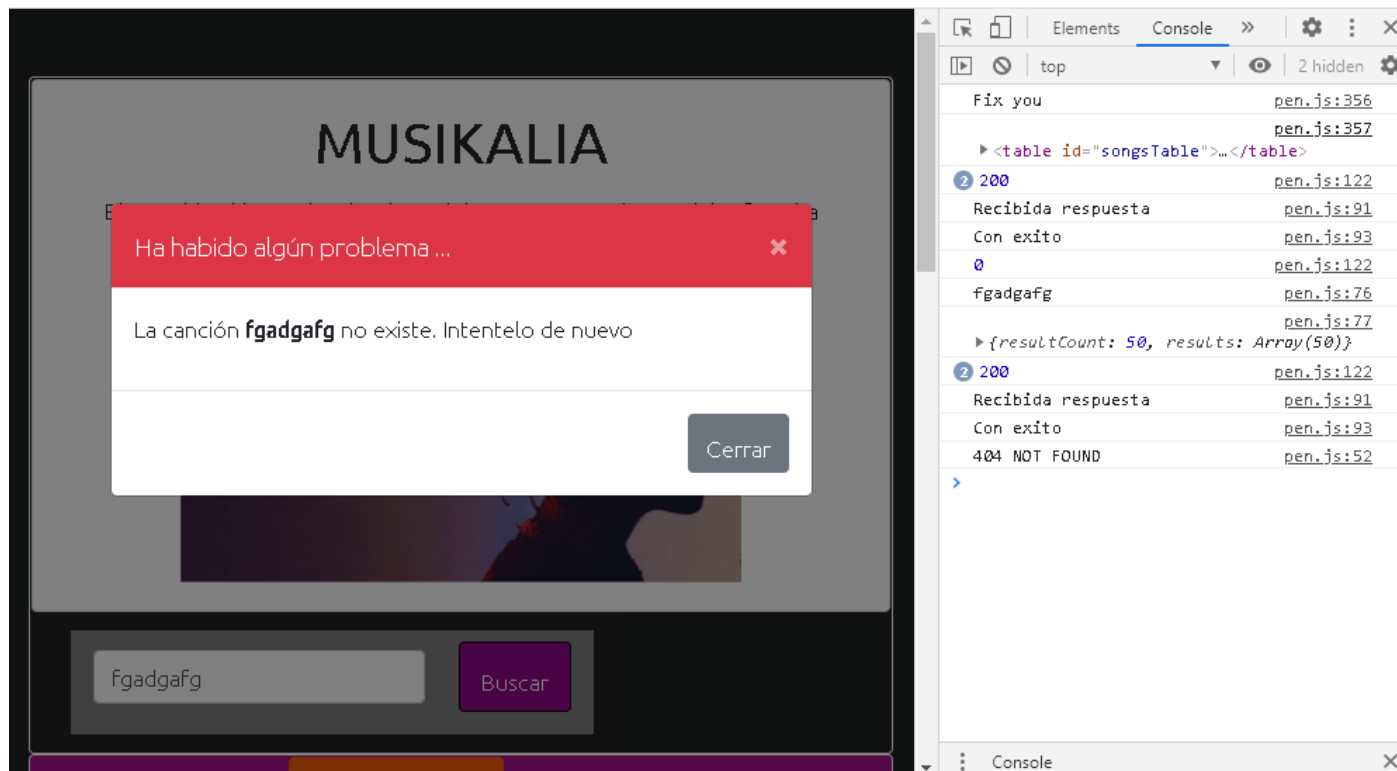 MUSIKALIA
Ha habido algún problema ...
×
La canción fgadgafg no existe. Intentelo de nuevo
Cerrar
fgadgafg
Buscar
Elements Console »
top 2 hidden
Fix you pen.js:356
pen.js:357
<table id="songsTable">…</table>
2 200 pen.js:122
Recibida respuesta pen.js:91
Con exito pen.js:93
0 pen.js:122
fgadgafg pen.js:76
pen.js:77
{resultCount: 50, results: Array(50)}
2 200 pen.js:122
Recibida respuesta pen.js:91
Con exito pen.js:93
404 NOT FOUND pen.js:52
>
Console